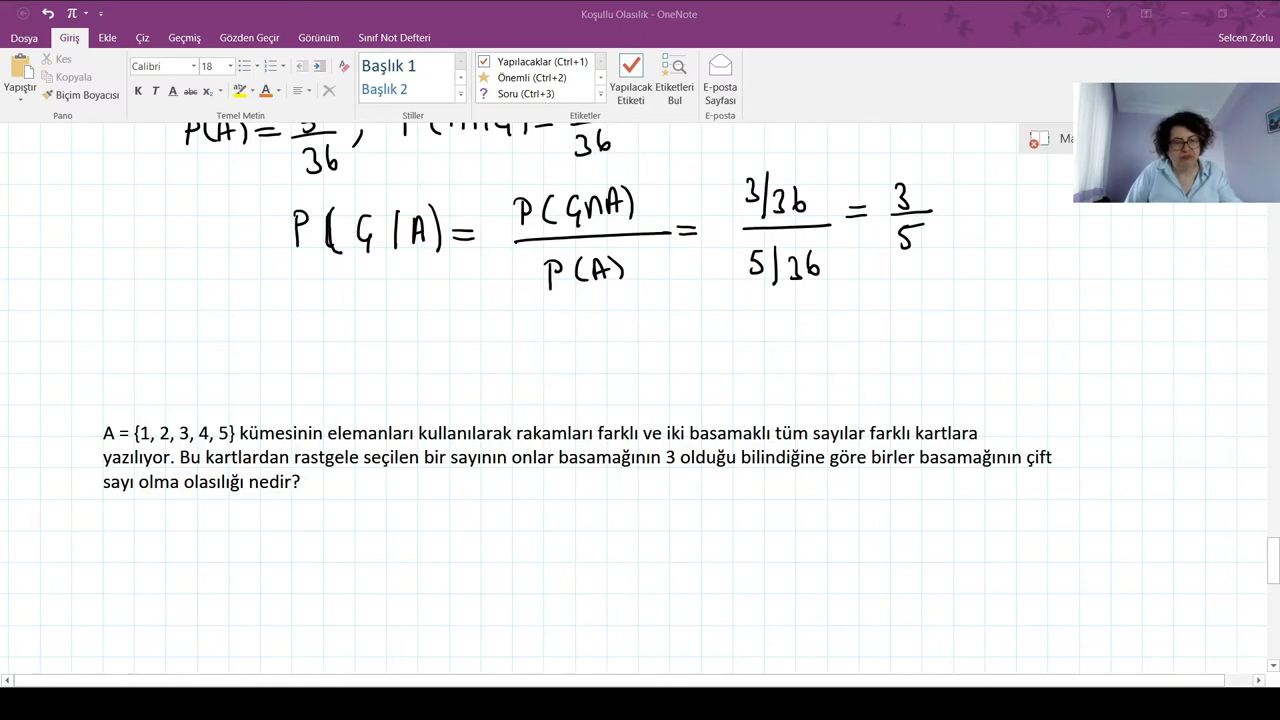 Koşullu Olasılık - OneNote
Dosya Giriş Ekle Çiz Geçmiş Gözden Geçir Görünüm Sınıf Not Defteri Selcen Zorlu
Yapıştır Kes Kopyala Biçim Boyacısı
Pano
Calibri 18
Temel Metin
Başlık 1
Başlık 2
Stiller
Yapılacaklar (Ctrl+1)
Önemli (Ctrl+2)
Soru (Ctrl+3)
Yapılacak Etiketi
Etiketleri Bul
Etiketler
E-posta Sayfası
E-posta
P(A) = 5/36 ,
36
P(G|A) = P(G∩A)/P(A) = 3/36 / 5/36 = 3/5
A = {1, 2, 3, 4, 5} kümesinin elemanları kullanılarak rakamları farklı ve iki basamaklı tüm sayılar farklı kartlara
yazılıyor. Bu kartlardan rastgele seçilen bir sayının onlar basamağının 3 olduğu bilindiğine göre birler basamağının çift
sayı olma olasılığı nedir?